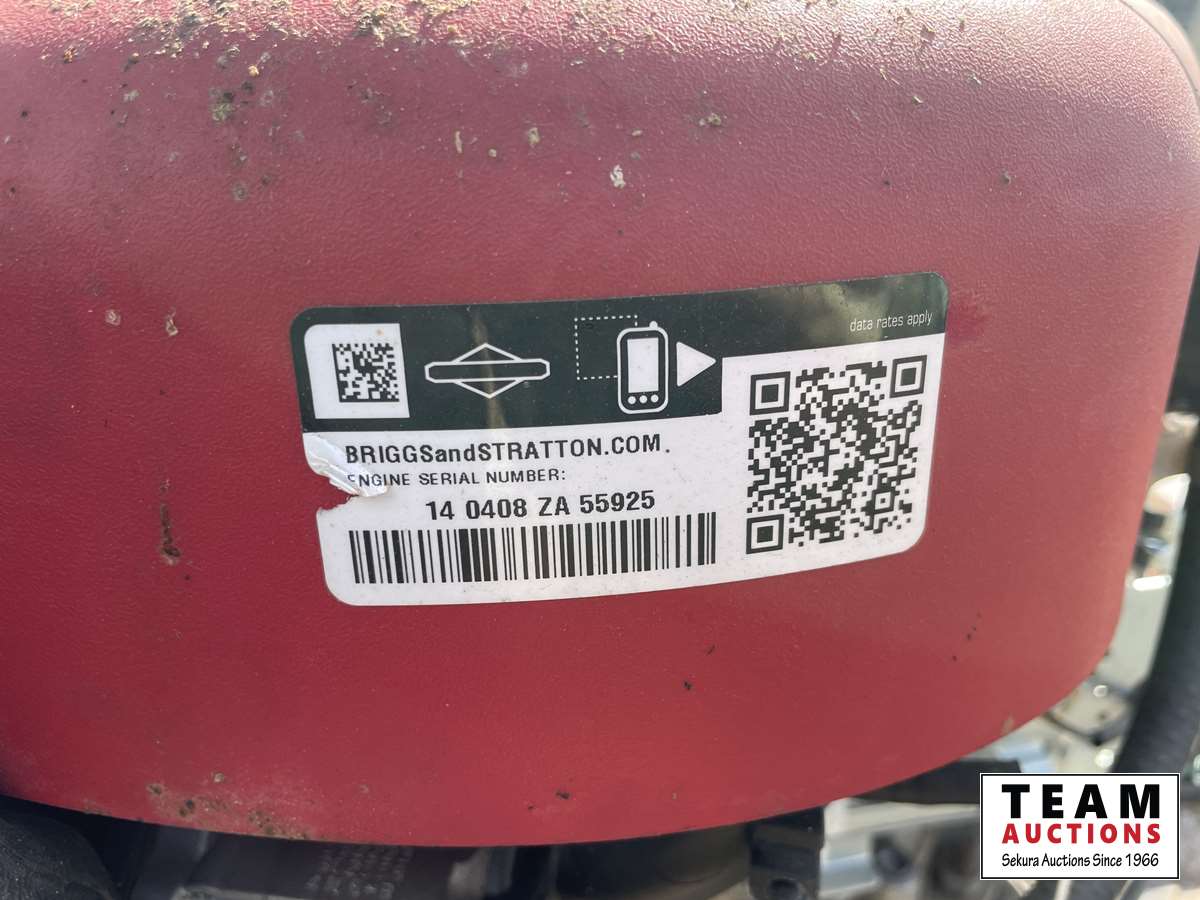 data rates apply
BRIGGSandSTRATTON.COM.
ENGINE SERIAL NUMBER:
14 0408 ZA 55925
TEAM
AUCTIONS
Sekura Auctions Since 1966